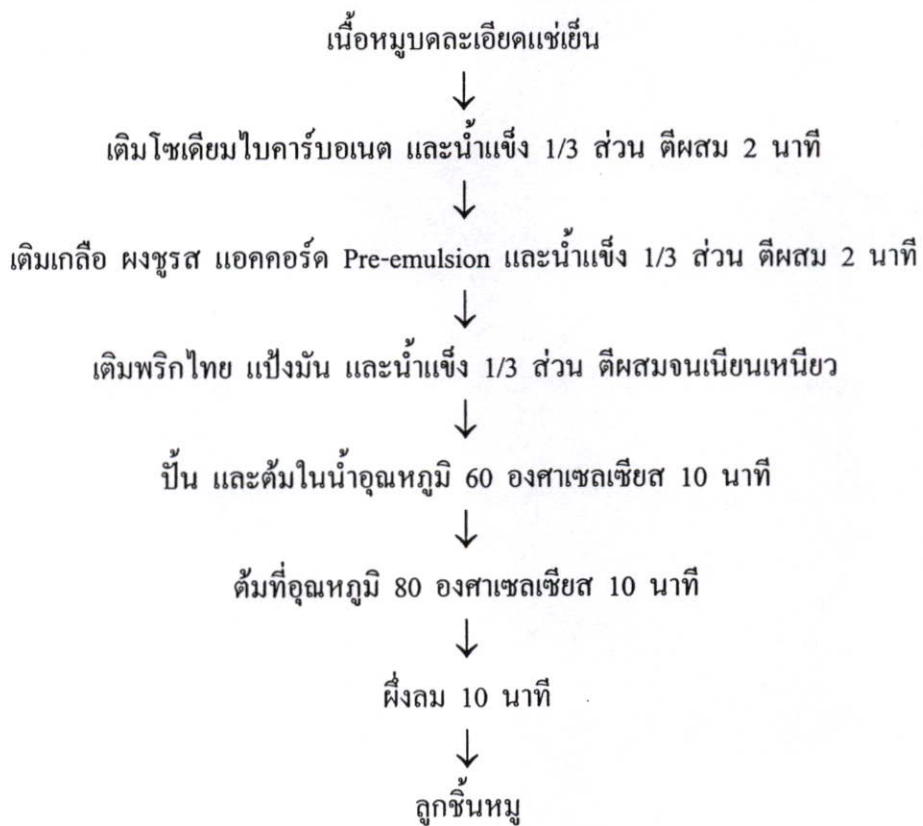 เนื้อหมูบดละเอียดแช่เย็น
เติมโซเดียมไบคาร์บอเนต และน้ำแข็ง 1/3 ส่วน ตีผสม 2 นาที
เติมเกลือ ผงชูรส แอคคอร์ด Pre-emulsion และน้ำแข็ง 1/3 ส่วน ตีผสม 2 นาที
เติมพริกไทย แป้งมัน และน้ำแข็ง 1/3 ส่วน ตีผสมจนเนียนเหนียว
ปั้น และต้มในน้ำอุณหภูมิ 60 องศาเซลเซียส 10 นาที
ต้มที่อุณหภูมิ 80 องศาเซลเซียส 10 นาที
ผึ่งลม 10 นาที
ลูกชิ้นหมู